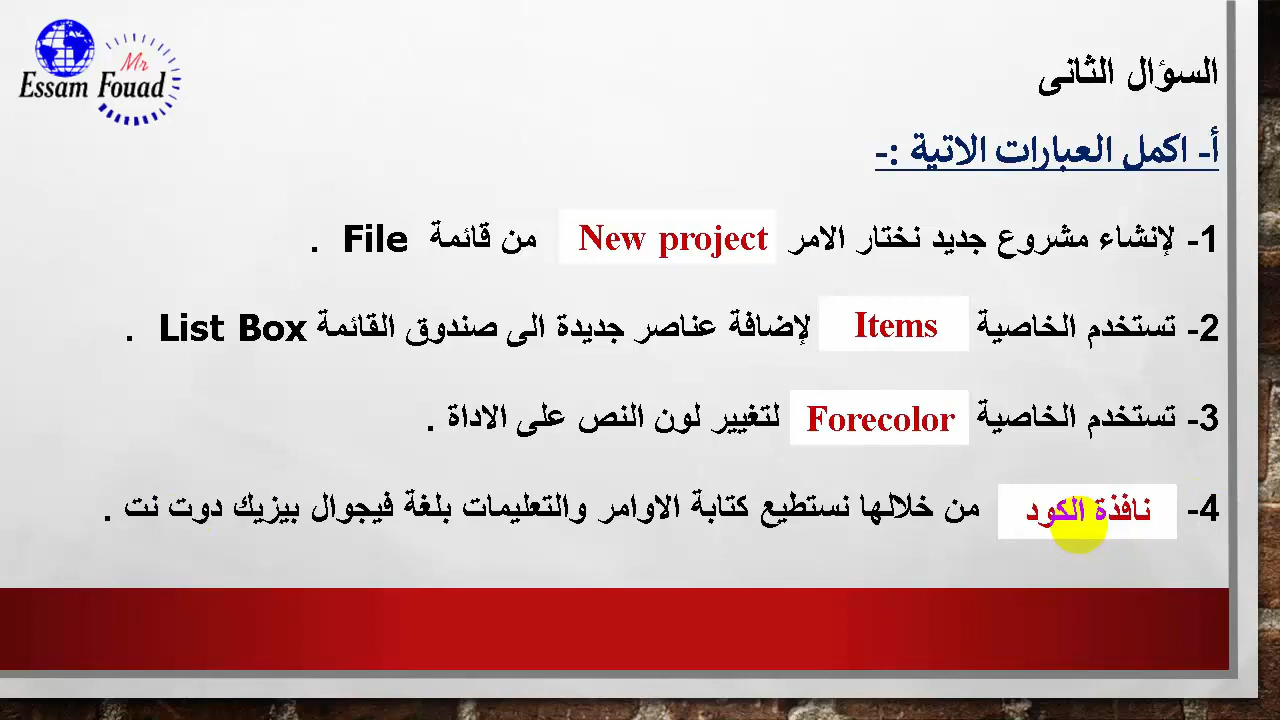 Mr
Essam Fouad
السؤال الثانى
أ- اكمل العبارات الاتية :-
1- لإنشاء مشروع جديد نختار الامر New project من قائمة File .
2- تستخدم الخاصية Items لإضافة عناصر جديدة الى صندوق القائمة List Box .
3- تستخدم الخاصية Forecolor لتغيير لون النص على الاداة .
4- نافذة الكود من خلالها نستطيع كتابة الاوامر والتعليمات بلغة فيجوال بيزيك دوت نت .